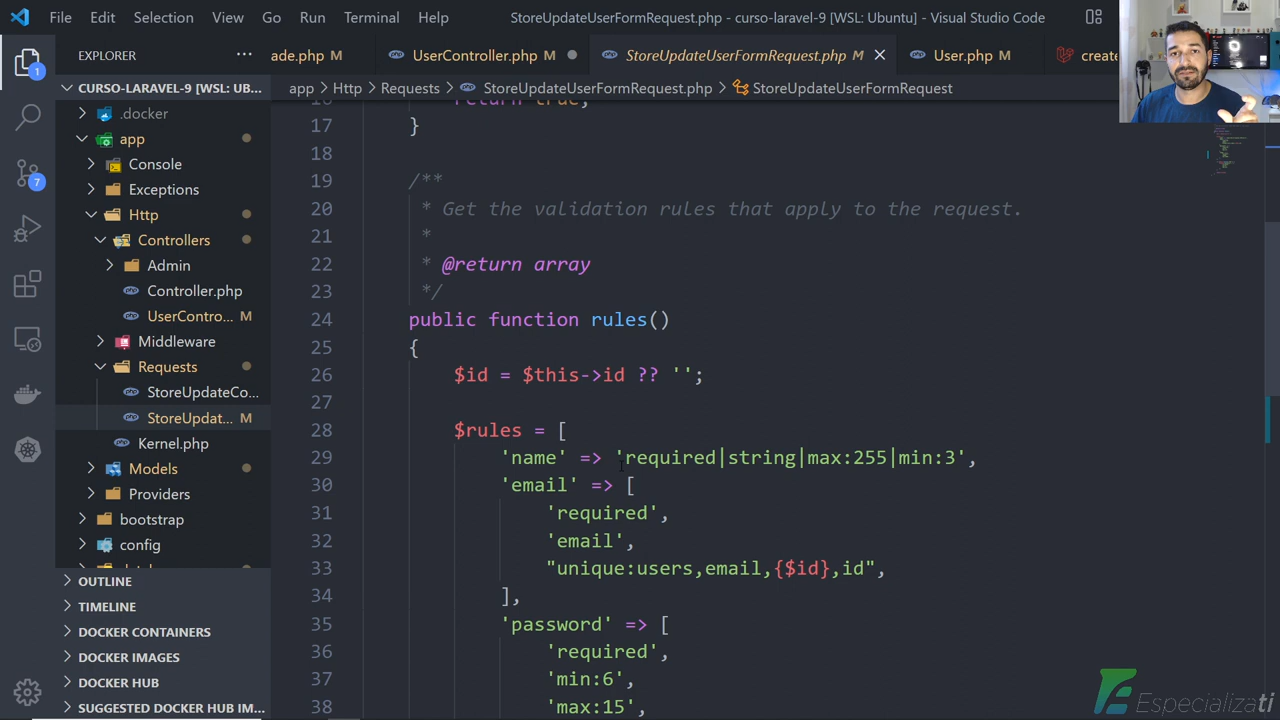 File Edit Selection View Go Run Terminal Help StoreUpdateUserFormRequest.php - curso-laravel-9 [WSL: Ubuntu] - Visual Studio Code
EXPLORER ···
ade.php M UserController.php StoreUpdateUserFormRequest.php M User.php M create
CURSO-LARAVEL-9 [WSL: UB...
app > Http > Requests > StoreUpdateUserFormRequest.php > StoreUpdateUserFormRequest
.docker
app
Console
Exceptions
Http
Controllers
Admin
Controller.php
UserContro... M
Middleware
Requests
StoreUpdateCo...
StoreUpdat... M
Kernel.php
Models
Providers
bootstrap
config
OUTLINE
TIMELINE
DOCKER CONTAINERS
DOCKER IMAGES
DOCKER HUB
SUGGESTED DOCKER HUB IM...
1
7
16 return true;
17 }
18
19 /**
20 * Get the validation rules that apply to the request.
21 *
22 * @return array
23 */
24 public function rules()
25 {
26 $id = $this->id ?? '';
27
28 $rules = [
29 'name' => 'required|string|max:255|min:3',
30 'email' => [
31 'required',
32 'email',
33 "unique:users,email,{$id},id",
34 ],
35 'password' => [
36 'required',
37 'min:6',
38 'max:15',
Especializati